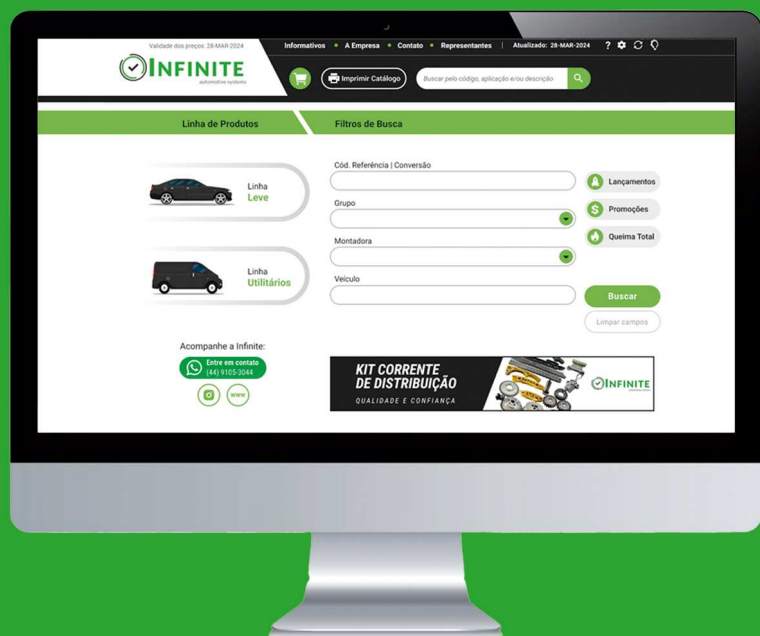 Validade dos preços: 28-MAR-2024
Informativos • A Empresa • Contato • Representantes | Atualizado: 28-MAR-2024 ?
INFINITE
automotive systems
Imprimir Catálogo
Buscar pelo código, aplicação e/ou descrição
Linha de Produtos
Filtros de Busca
Linha
Leve
Linha
Utilitários
Acompanhe a Infinite:
Entre em contato
(44) 9105-3044
www
Cód. Referência | Conversão
Grupo
Montadora
Veículo
Lançamentos
$ Promoções
Queima Total
Buscar
Limpar campos
KIT CORRENTE
DE DISTRIBUIÇÃO
QUALIDADE E CONFIANÇA
INFINITE